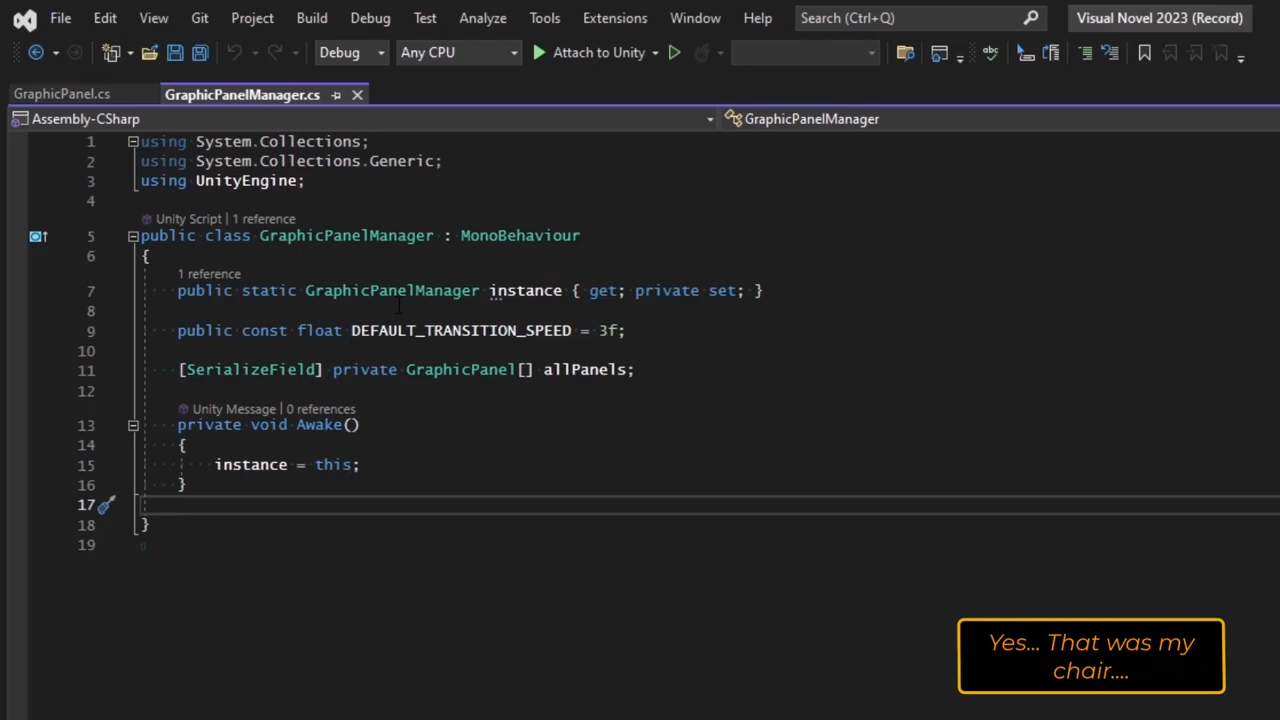 File Edit View Git Project Build Debug Test Analyze Tools Extensions Window Help Search (Ctrl+Q) Visual Novel 2023 (Record)
Debug Any CPU Attach to Unity
GraphicPanel.cs GraphicPanelManager.cs
Assembly-CSharp GraphicPanelManager
1 using System.Collections;
2 using System.Collections.Generic;
3 using UnityEngine;
4
Unity Script | 1 reference
5 public class GraphicPanelManager : MonoBehaviour
6 {
1 reference
7 public static GraphicPanelManager instance { get; private set; }
8
9 public const float DEFAULT_TRANSITION_SPEED = 3f;
10
11 [SerializeField] private GraphicPanel[] allPanels;
12
Unity Message | 0 references
13 private void Awake()
14 {
15 instance = this;
16 }
17
18 }
19
Yes... That was my
chair....